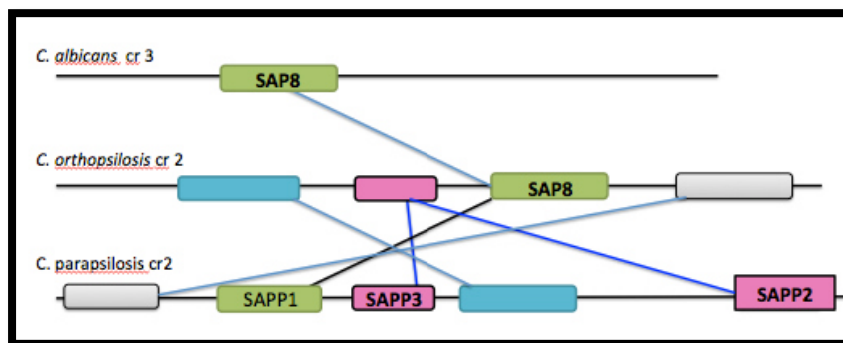 C. albicans cr 3
SAP8
C. orthopsilosis cr 2
SAP8
C. parapsilosis cr2
SAPP1 SAPP3 SAPP2